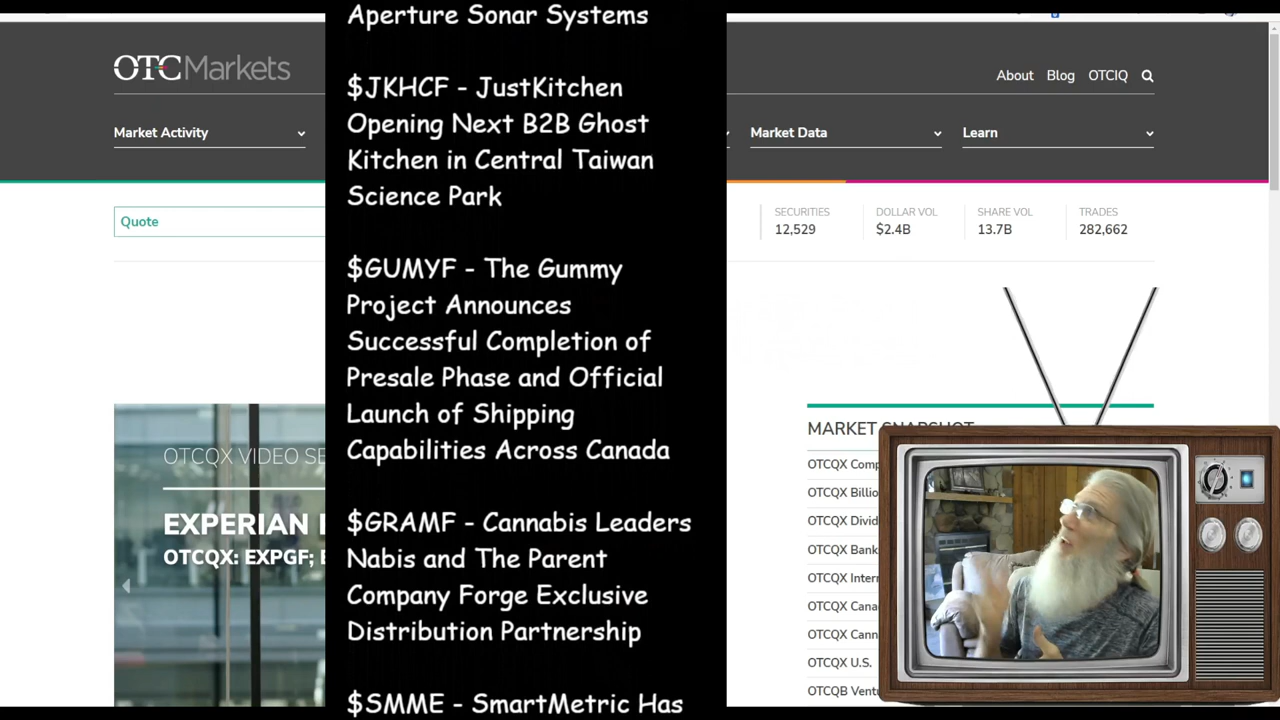 Aperture Sonar Systems
$JKHCF - JustKitchen
Opening Next B2B Ghost
Kitchen in Central Taiwan
Science Park
$GUMYF - The Gummy
Project Announces
Successful Completion of
Presale Phase and Official
Launch of Shipping
Capabilities Across Canada
$GRAMF - Cannabis Leaders
Nabis and The Parent
Company Forge Exclusive
Distribution Partnership
$SMME - SmartMetric Has
OTCMarkets
About Blog OTCIQ
Market Activity
Market Data
Learn
Quote
SECURITIES
12,529
DOLLAR VOL
$2.4B
SHARE VOL
13.7B
TRADES
282,662
OTCQX VIDEO SE
EXPERIAN
OTCQX: EXPGF; E
MARKET SNAPSHOT
OTCQX Comp
OTCQX Billio
OTCQX Divid
OTCQX Bank
OTCQX Intern
OTCQX Cana
OTCQX Cann
OTCQX U.S.
OTCQB Ventu